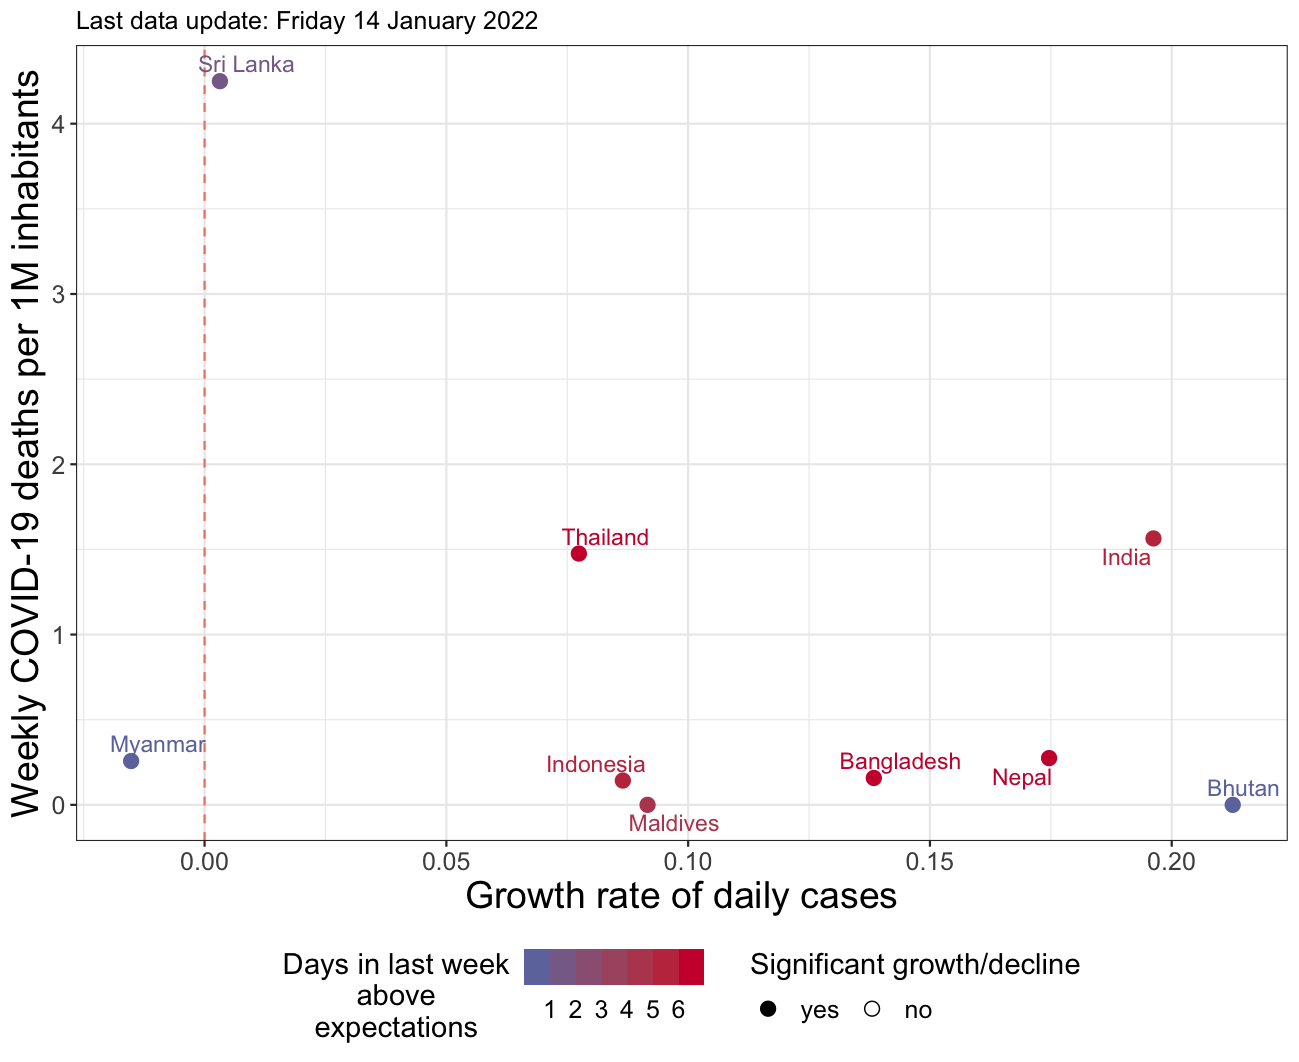 Last data update: Friday 14 January 2022
Weekly COVID-19 deaths per 1M inhabitants
4
3
2
1
0
Sri Lanka
Thailand
India
Myanmar
Indonesia
Maldives
Bangladesh
Nepal
Bhutan
0.00 0.05 0.10 0.15 0.20
Growth rate of daily cases
Days in last week
above
expectations
1 2 3 4 5 6
Significant growth/decline
yes no